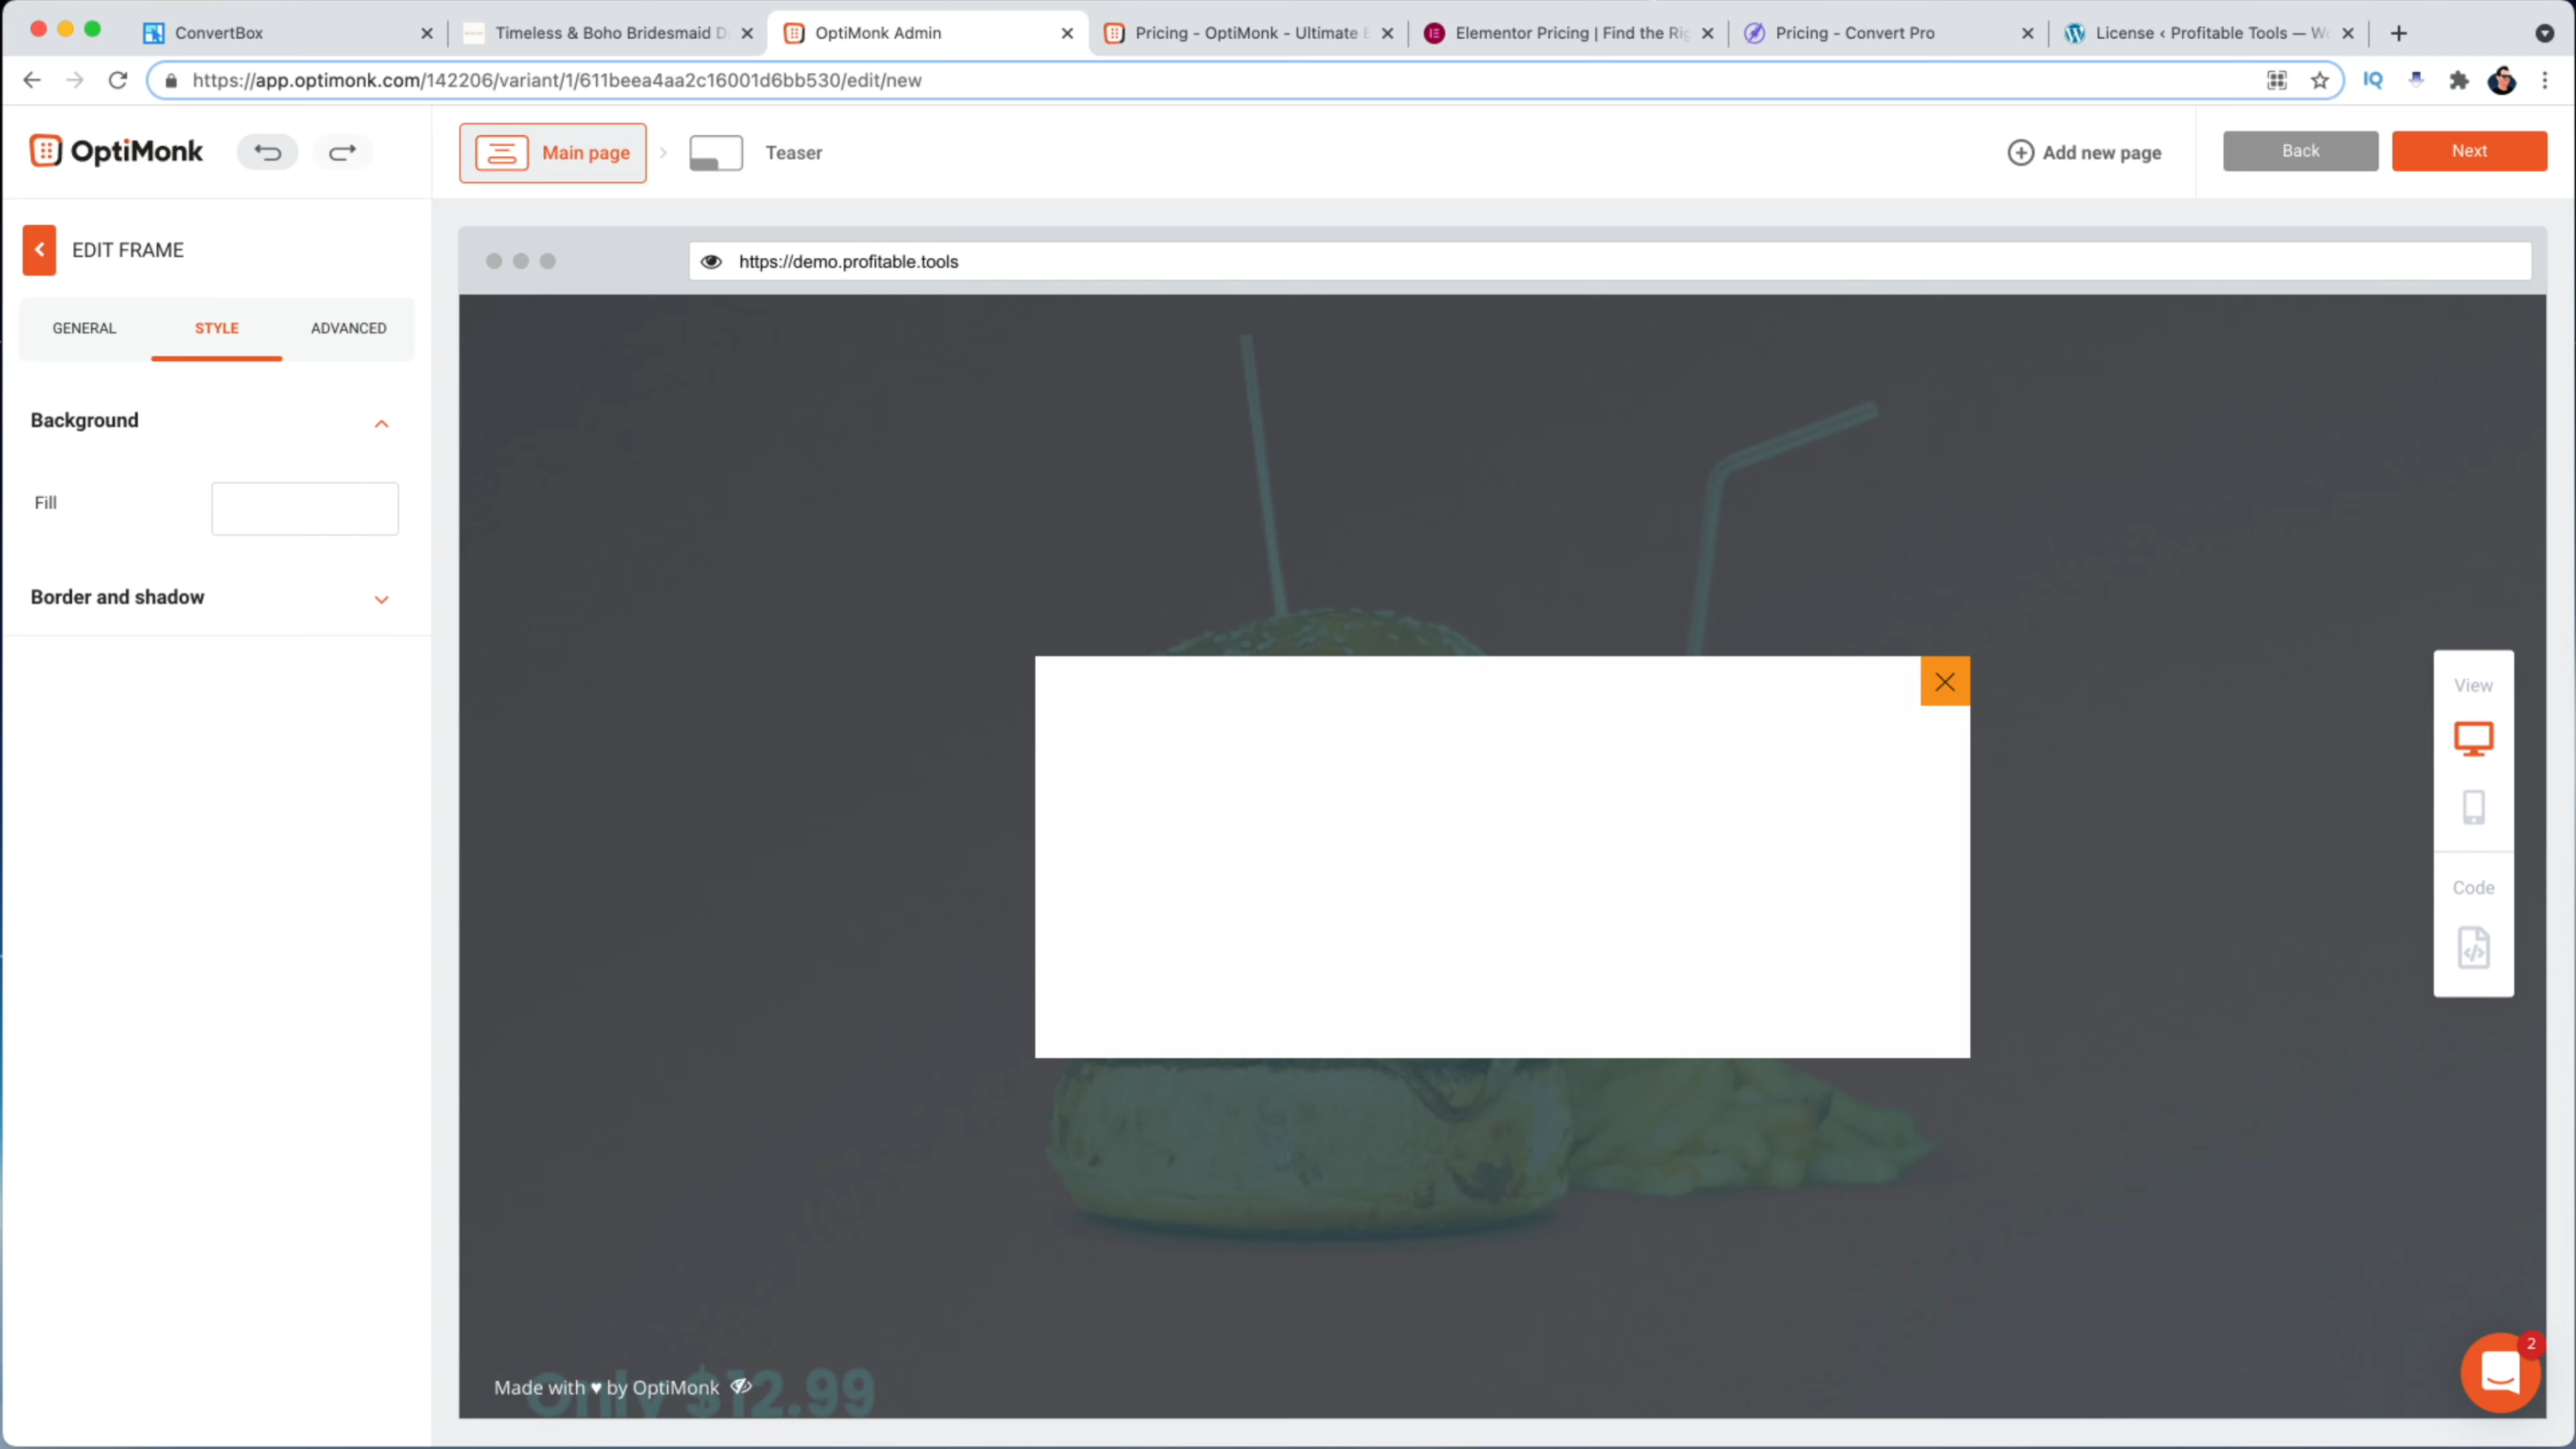 ConvertBox
Timeless & Boho Bridesmaid D
OptiMonk Admin
Pricing - OptiMonk - Ultimate E
Elementor Pricing | Find the Rig
Pricing - Convert Pro
License ‹ Profitable Tools — W
https://app.optimonk.com/142206/variant/1/611beea4aa2c16001d6bb530/edit/new
IQ
OptiMonk
Main page
Teaser
Add new page
Back
Next
EDIT FRAME
https://demo.profitable.tools
GENERAL
STYLE
ADVANCED
Background
Fill
Border and shadow
View
Code
2
Made with ♥ by OptiMonk
Only $12.99